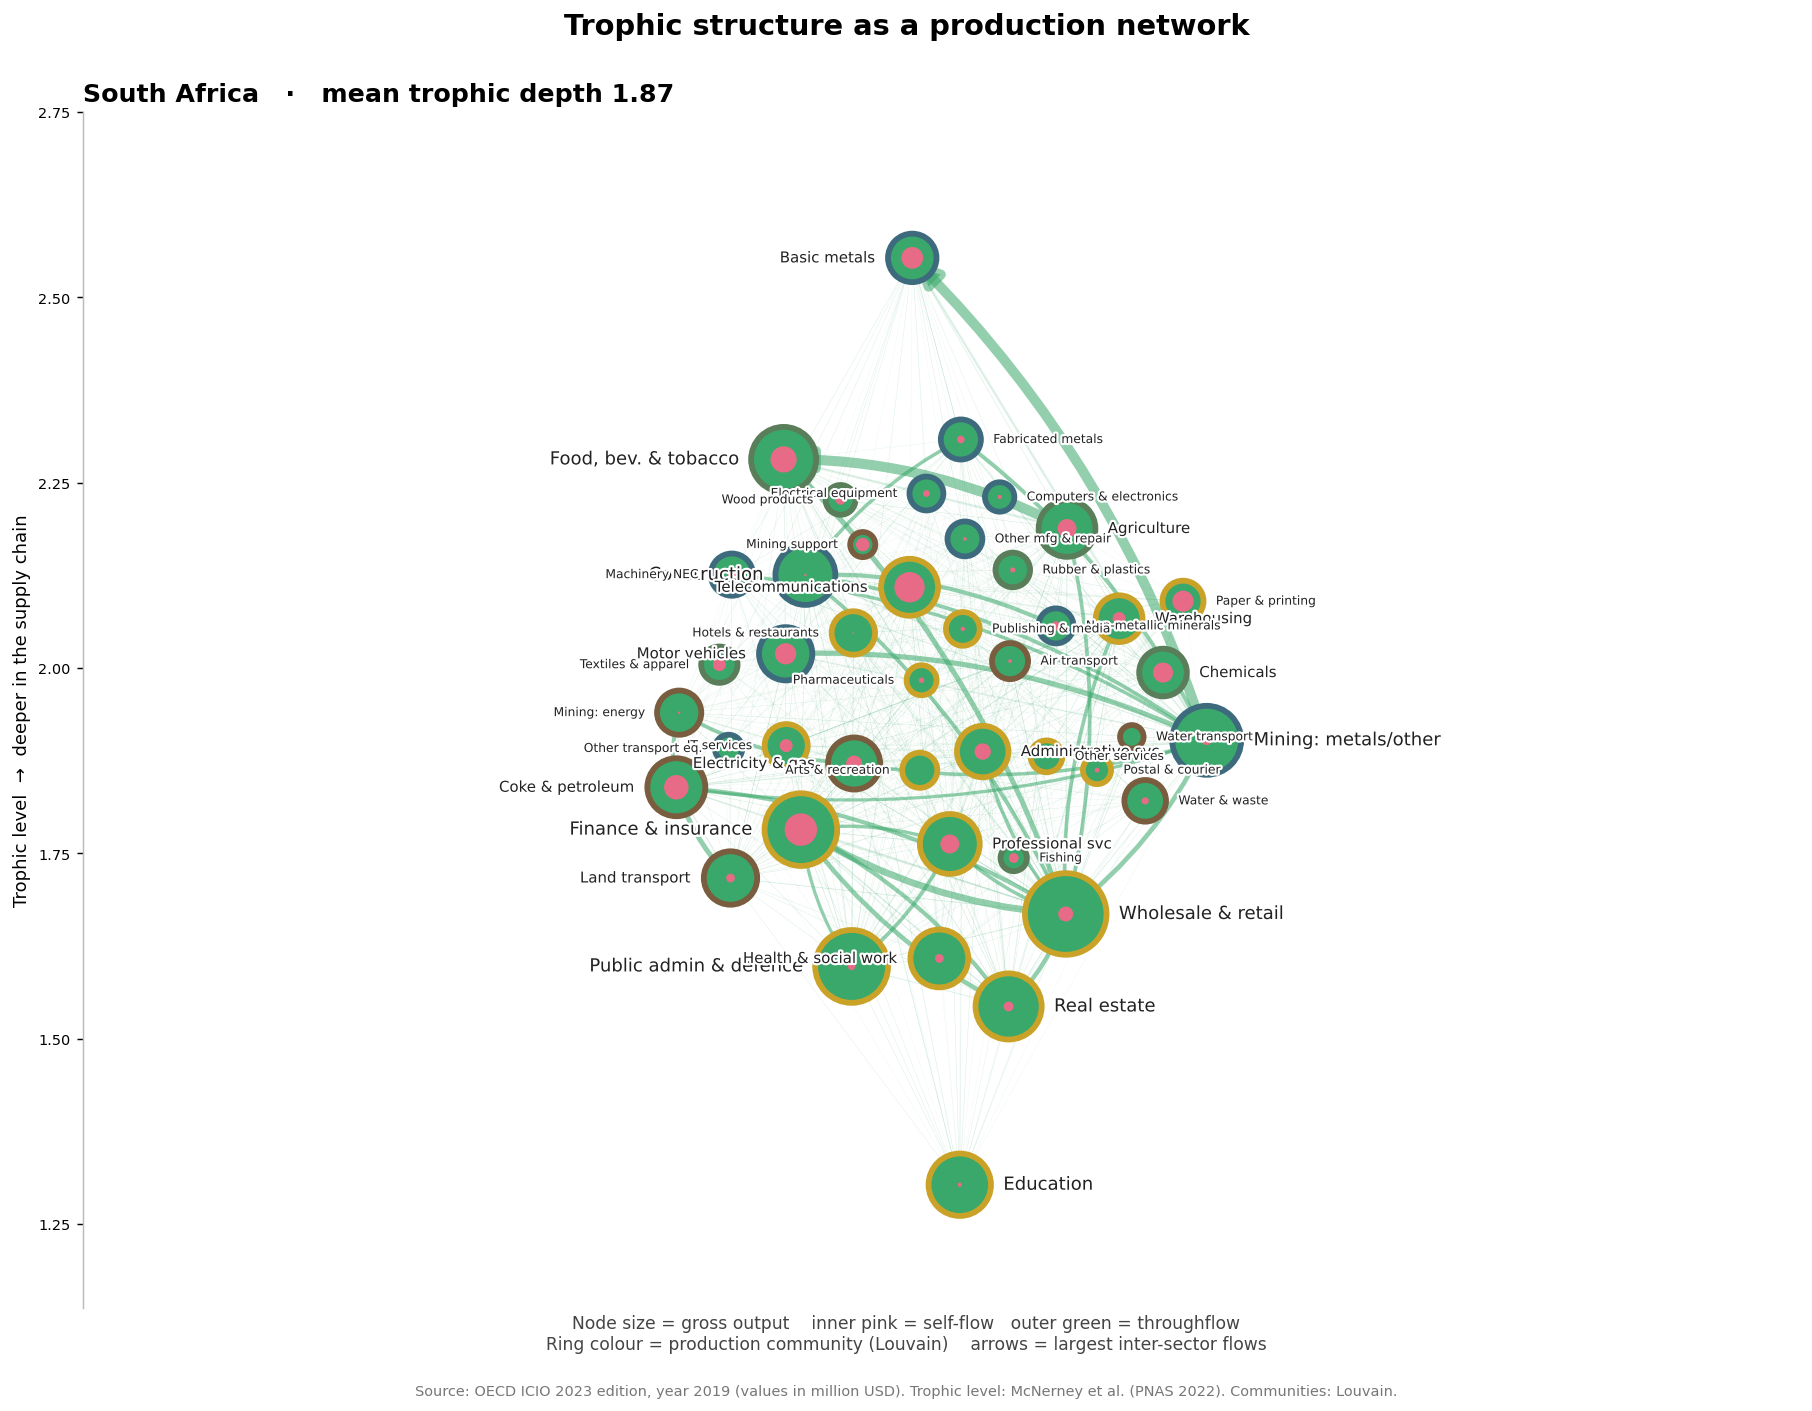 Trophic structure as a production network
South Africa · mean trophic depth 1.87
2.75
2.50
2.25
2.00
1.75
1.50
1.25
Trophic level → deeper in the supply chain
Basic metals
Fabricated metals
Food, bev. & tobacco
Electrical equipment
Wood products
Computers & electronics
Agriculture
Other mfg & repair
Mining support
Rubber & plastics
Machinery NEC
Construction
Telecommunications
Paper & printing
Warehousing
Non-metallic minerals
Publishing & media
Hotels & restaurants
Motor vehicles
Textiles & apparel
Air transport
Chemicals
Pharmaceuticals
Mining: energy
Water transport
Mining: metals/other
IT services
Other transport eq.
Administrative svc
Other services
Electricity & gas
Arts & recreation
Postal & courier
Coke & petroleum
Water & waste
Finance & insurance
Professional svc
Fishing
Land transport
Wholesale & retail
Health & social work
Public admin & defence
Real estate
Education
Node size = gross output inner pink = self-flow outer green = throughflow
Ring colour = production community (Louvain) arrows = largest inter-sector flows
Source: OECD ICIO 2023 edition, year 2019 (values in million USD). Trophic level: McNerney et al. (PNAS 2022). Communities: Louvain.